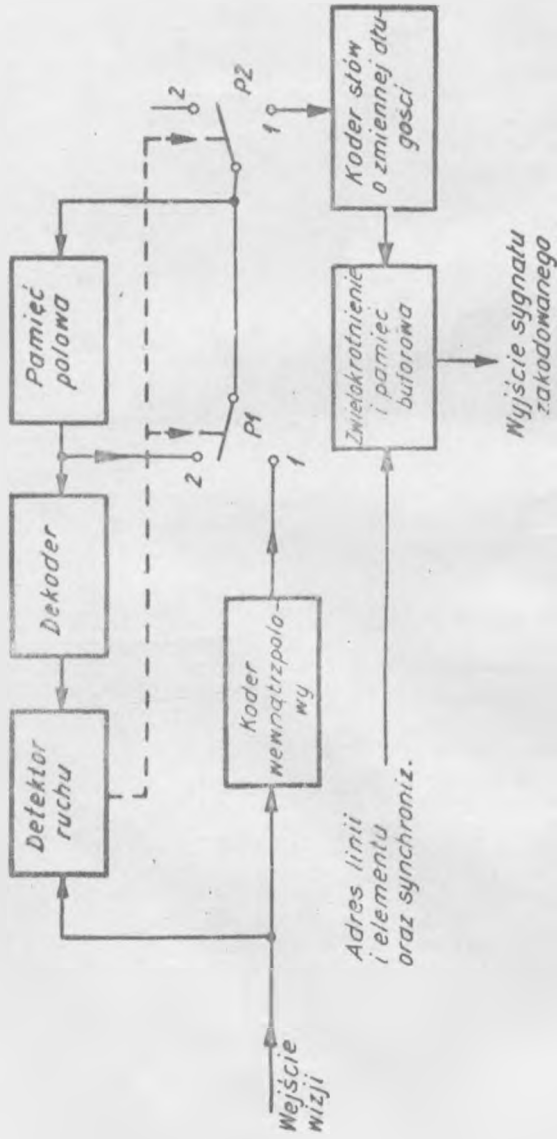 Detektor
ruchu
Dekoder
Pamięć
polowa
2
P1
1
2
P2
1
Wejście
wizji
Koder
wewnątrzpolo-
wy
Adres linii
i elementu
oraz synchroniz.
Zwielokrotnienie
i pamięć
buforowa
Koder słów
o zmiennej dłu-
gości
Wyjście sygnału
zakodowanego